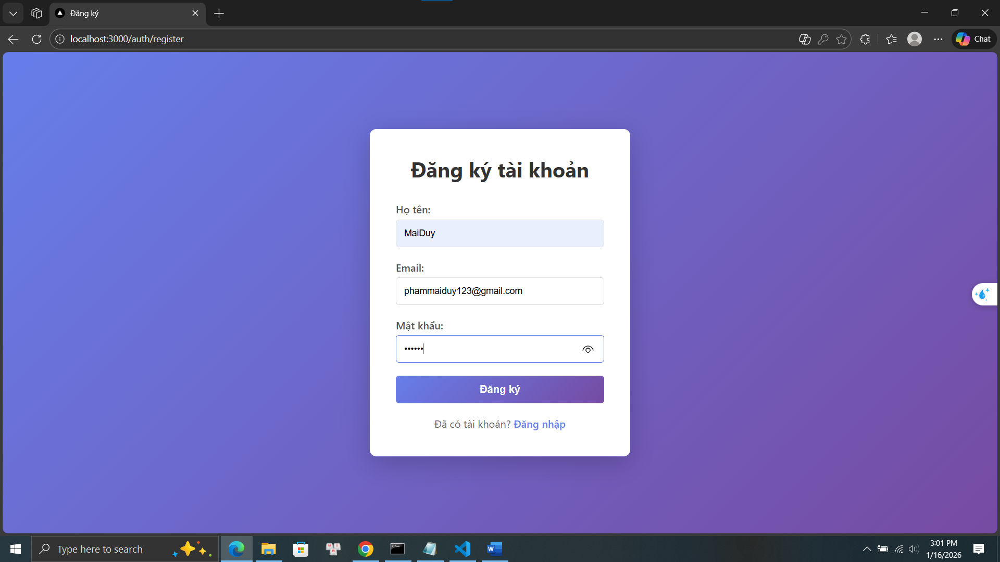 Đăng ký
localhost:3000/auth/register
Chat
Đăng ký tài khoản
Họ tên:
MaiDuy
Email:
phammaiduy123@gmail.com
Mật khẩu:
••••••
Đăng ký
Đã có tài khoản? Đăng nhập
Type here to search
3:01 PM
1/16/2026